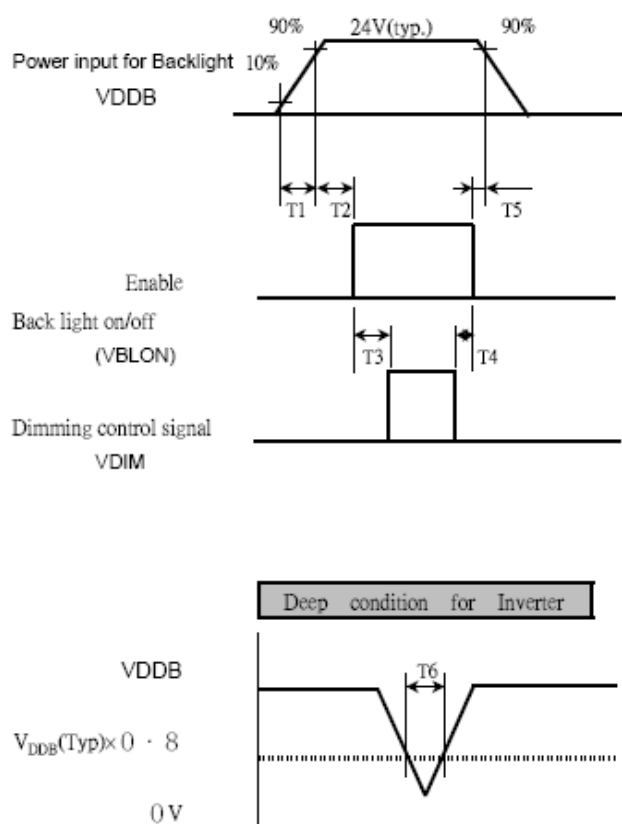 90% 24V(typ.) 90%
Power input for Backlight 10%
VDDB
T1 T2 T5
Enable
Back light on/off
(VBLON)
T3 T4
Dimming control signal
VDIM
Deep condition for Inverter
VDDB
T6
VDDB(Typ)×0 · 8
0V